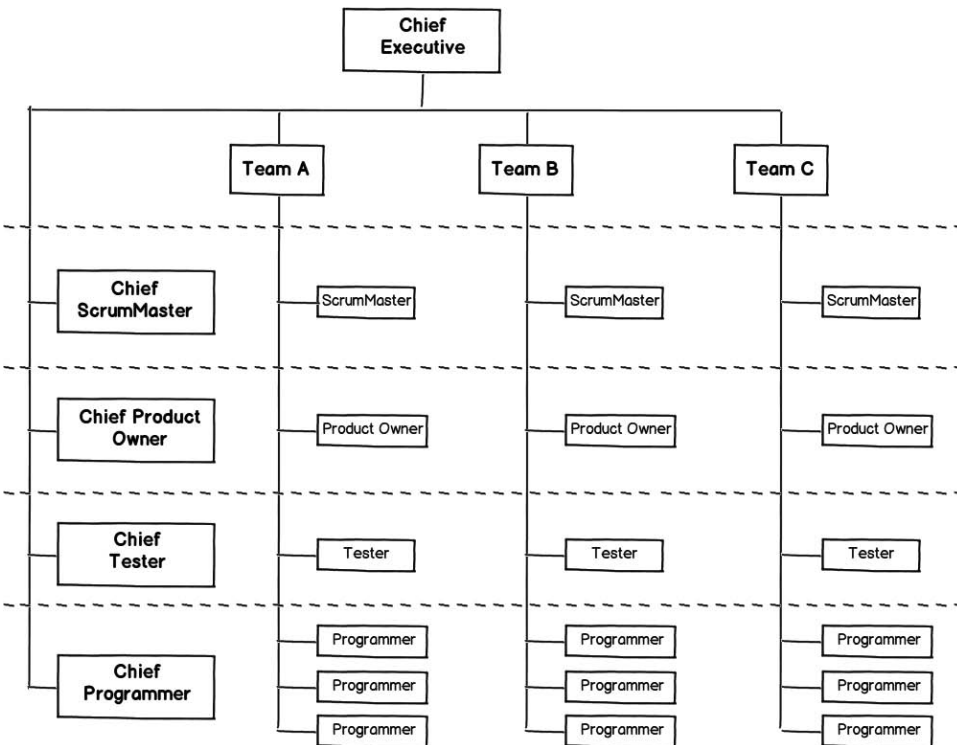 Chief
Executive
Team A
Team B
Team C
Chief
ScrumMaster
ScrumMaster
ScrumMaster
ScrumMaster
Chief Product
Owner
Product Owner
Product Owner
Product Owner
Chief
Tester
Tester
Tester
Tester
Chief
Programmer
Programmer
Programmer
Programmer
Programmer
Programmer
Programmer
Programmer
Programmer
Programmer